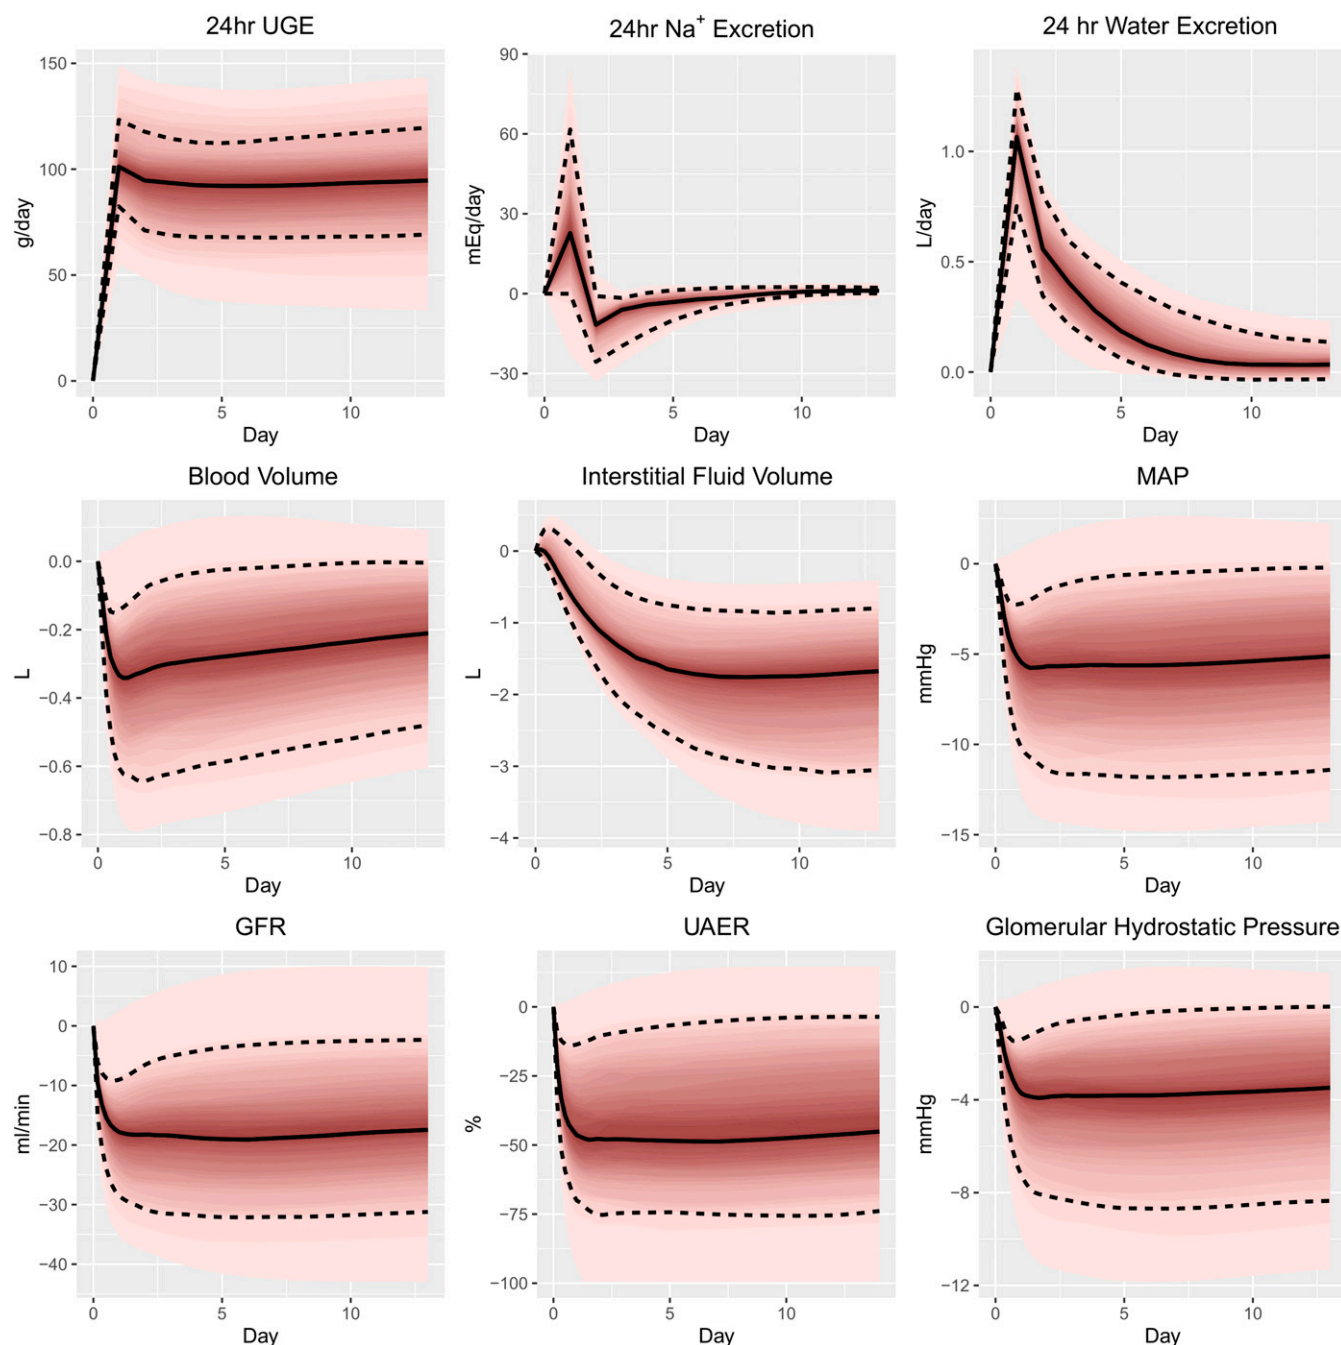 24hr UGE
150
100
50
0
g/day
0 5 10
Day
24hr Na⁺ Excretion
90
60
30
0
−30
mEq/day
0 5 10
Day
24 hr Water Excretion
1.0
0.5
0.0
L/day
0 5 10
Day
Blood Volume
0.0
−0.2
−0.4
−0.6
−0.8
L
0 5 10
Day
Interstitial Fluid Volume
0
−1
−2
−3
−4
L
0 5 10
Day
MAP
0
−5
−10
−15
mmHg
0 5 10
Day
GFR
10
0
−10
−20
−30
−40
ml/min
0 5 10
Day
UAER
0
−25
−50
−75
−100
%
0 5 10
Day
Glomerular Hydrostatic Pressure
0
−4
−8
−12
mmHg
0 5 10
Day